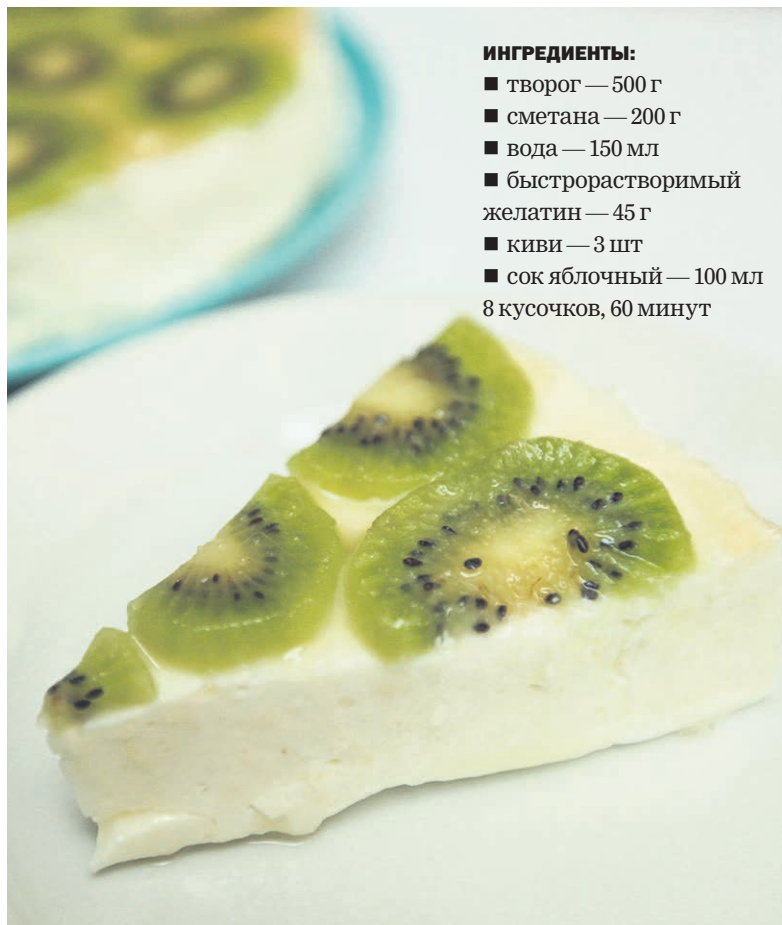 ИНГРЕДИЕНТЫ:
■ творог — 500 г
■ сметана — 200 г
■ вода — 150 мл
■ быстрорастворимый
желатин — 45 г
■ киви — 3 шт
■ сок яблочный — 100 мл
8 кусочков, 60 минут